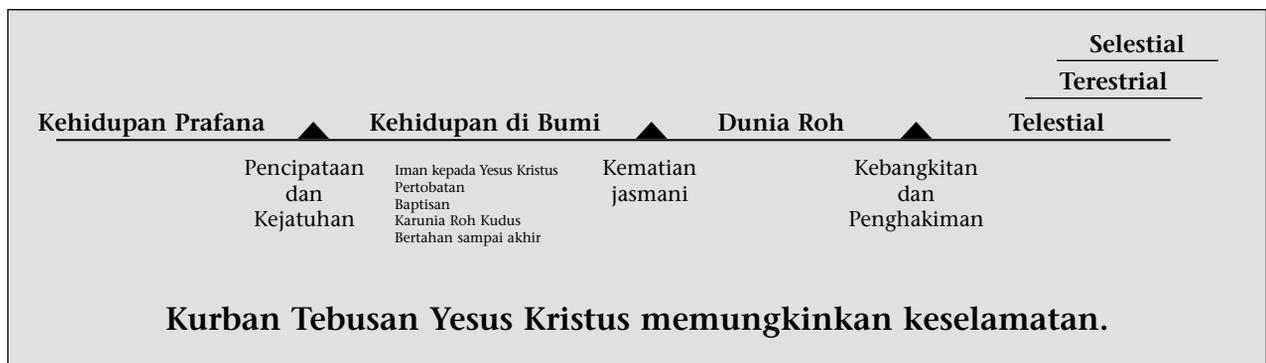 Selestial
Terestrial
Kehidupan Prafana Kehidupan di Bumi Dunia Roh Telestial
Pencipataan
dan
Kejatuhan
Iman kepada Yesus Kristus
Pertobatan
Baptisan
Karunia Roh Kudus
Bertahan sampai akhir
Kematian
jasmani
Kebangkitan
dan
Penghakiman
Kurban Tebusan Yesus Kristus memungkinkan keselamatan.